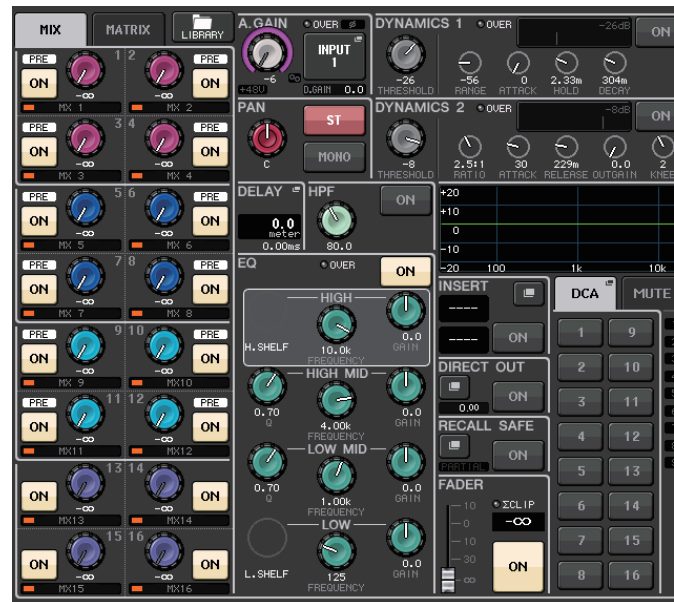 MIX
MATRIX
LIBRARY
PRE 1 2 PRE
ON -∞ -∞ ON
MX 1 MX 2
PRE 3 4 PRE
ON -∞ -∞ ON
MX 3 MX 4
PRE 5 6 PRE
ON -∞ -∞ ON
MX 5 MX 6
PRE 7 8 PRE
ON -∞ -∞ ON
MX 7 MX 8
PRE 9 10 PRE
ON -∞ -∞ ON
MX 9 MX10
PRE 11 12 PRE
ON -∞ -∞ ON
MX11 MX12
13 14
ON -∞ -∞ ON
MX13 MX14
15 16
ON -∞ -∞ ON
MX15 MX16
A.GAIN OVER ø
INPUT
1
-6
+48V D.GAIN 0.0
PAN
ST
C MONO
DELAY
0.0
meter
0.00ms
HPF
ON
80.0
EQ OVER ON
HIGH
H.SHELF 10.0k 0.0
FREQUENCY GAIN
HIGH MID
0.70 4.00k 0.0
Q FREQUENCY GAIN
LOW MID
0.70 1.00k 0.0
Q FREQUENCY GAIN
LOW
L.SHELF 125 0.0
FREQUENCY GAIN
DYNAMICS 1 OVER -26dB ON
-26 -56 0 2.33m 304m
THRESHOLD RANGE ATTACK HOLD DECAY
DYNAMICS 2 OVER -8dB ON
-8 2.5:1 30 229m 0.0 2
THRESHOLD RATIO ATTACK RELEASE OUTGAIN KNEE
+20
+10
0
-10
-20 100 1k 10k
INSERT
----
---- ON
DIRECT OUT
ON
0.00
RECALL SAFE
ON
PARTIAL
FADER
10 ΣCLIP
0 -∞
10
30 ON
∞
DCA MUTE
1 9
2 10
3 11
4 12
5 13
6 14
7 15
8 16